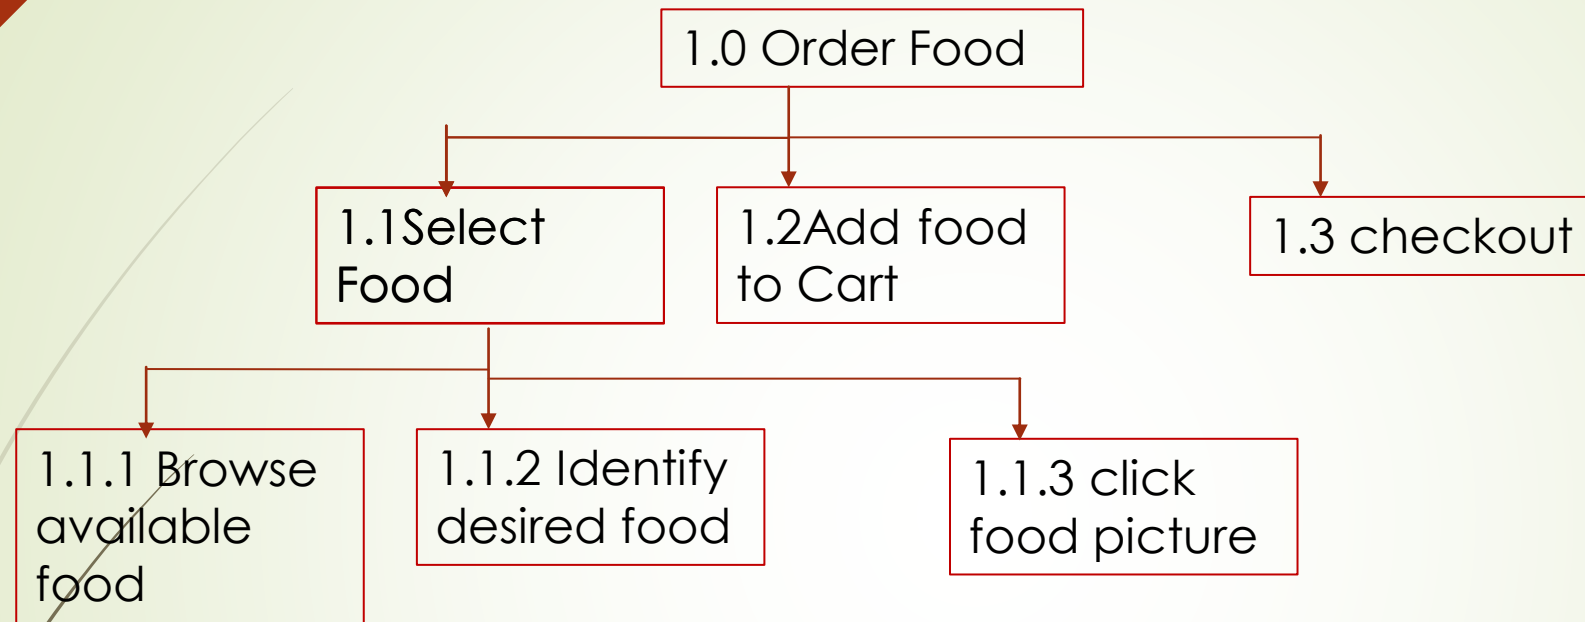 1.0 Order Food
1.1Select
Food
1.2Add food
to Cart
1.3 checkout
1.1.1 Browse
available
food
1.1.2 Identify
desired food
1.1.3 click
food picture